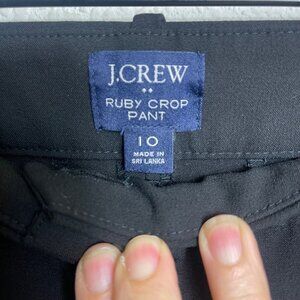 J.CREW
RUBY CROP
PANT
10
MADE IN
SRI LANKA